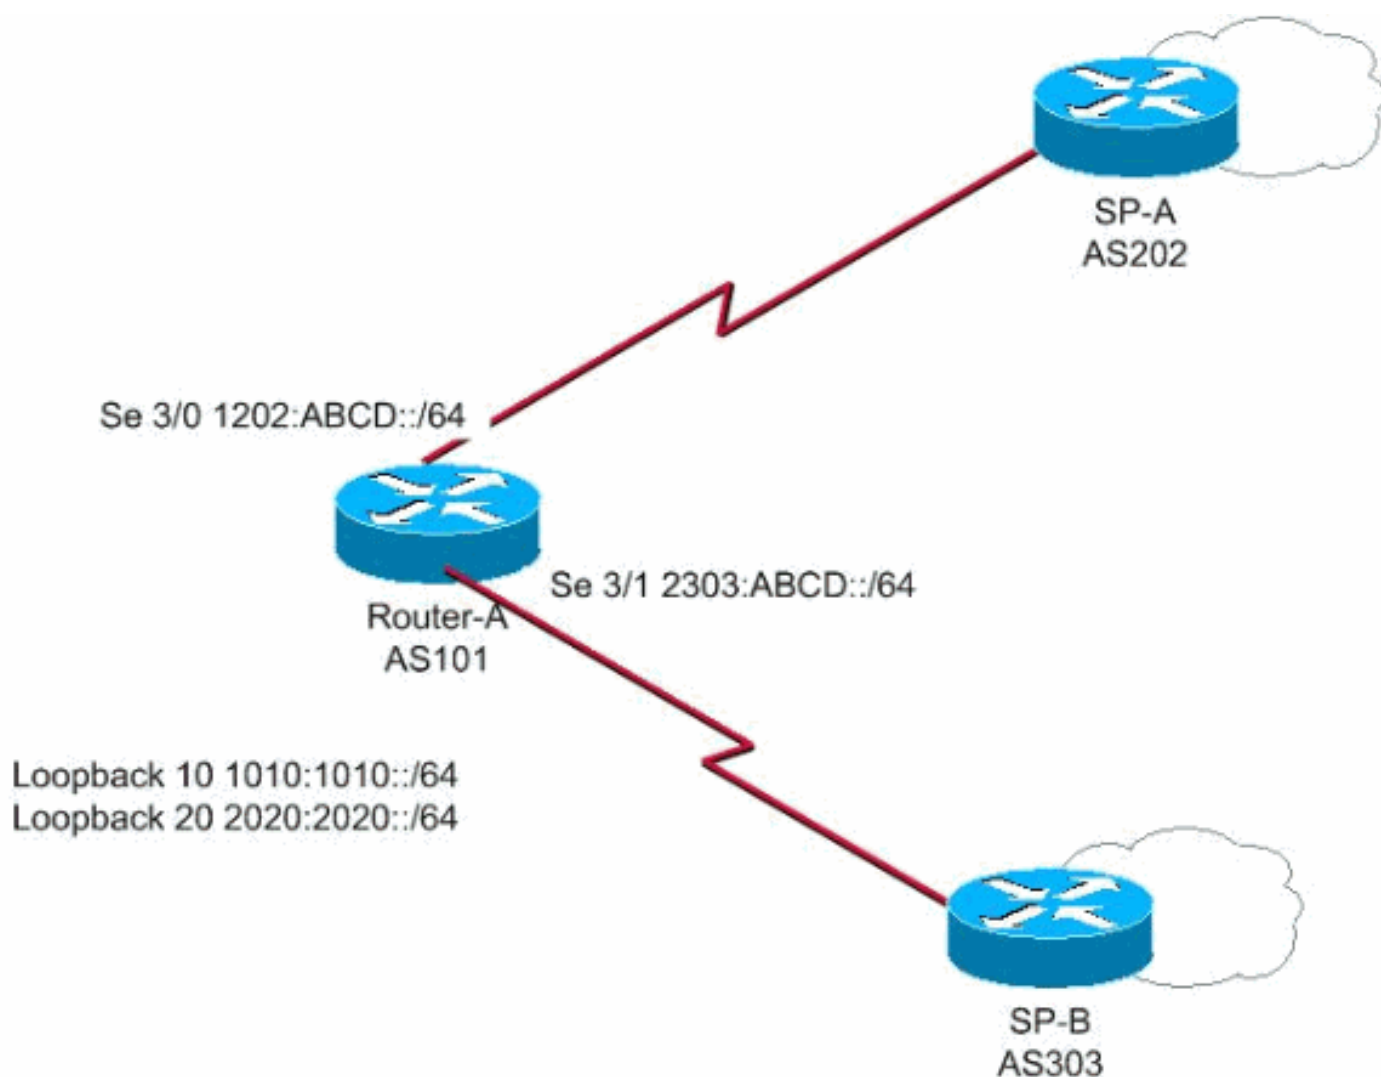 SP-A
AS202
Se 3/0 1202:ABCD::/64
Se 3/1 2303:ABCD::/64
Router-A
AS101
Loopback 10 1010:1010::/64
Loopback 20 2020:2020::/64
SP-B
AS303